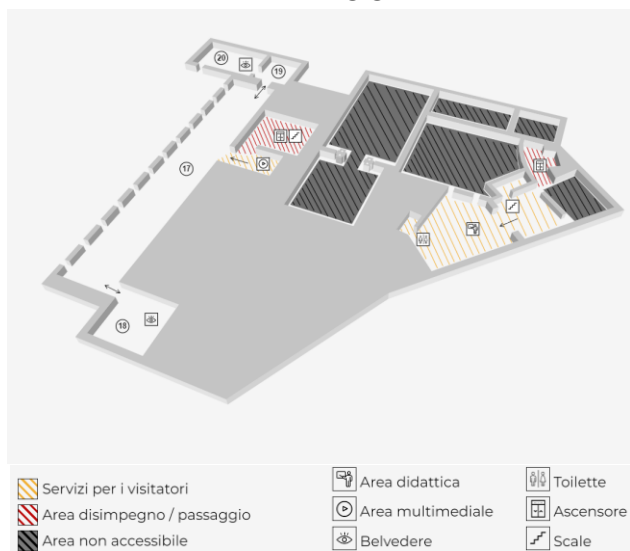 20
19
17
18
Servizi per i visitatori
Area disimpegno / passaggio
Area non accessibile
Area didattica
Area multimediale
Belvedere
Toilette
Ascensore
Scale